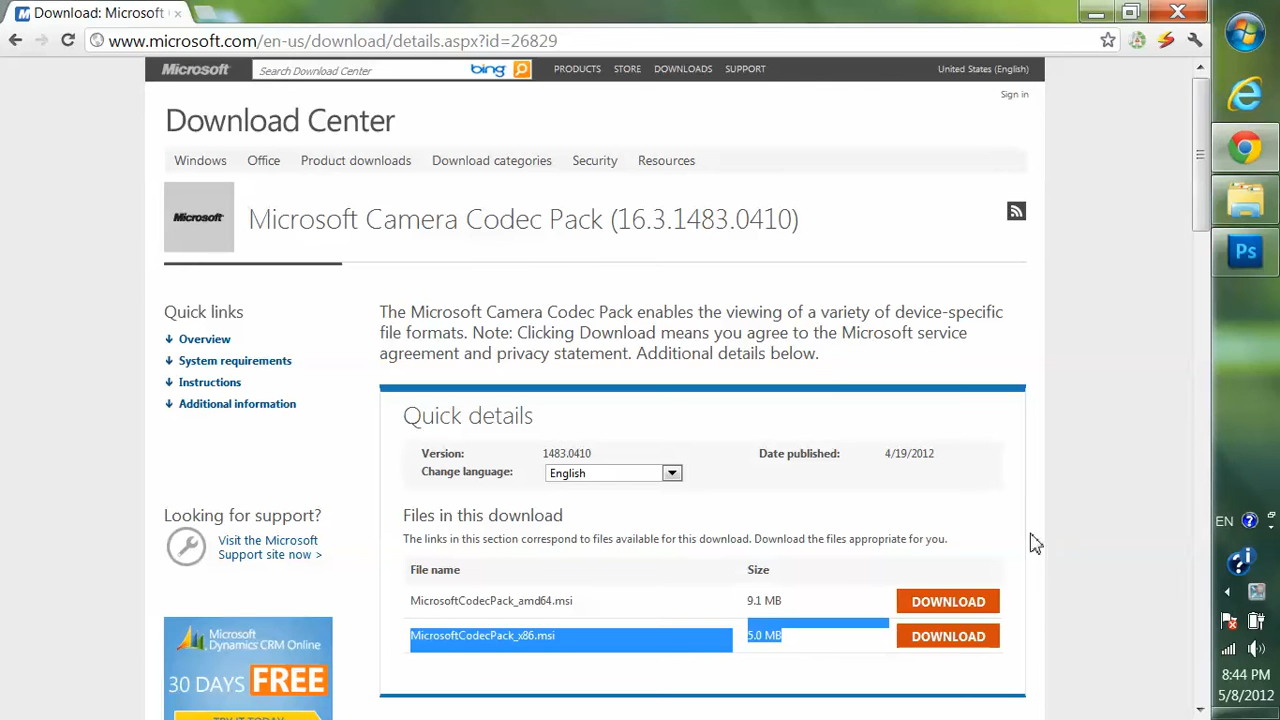 Download: Microsoft
www.microsoft.com/en-us/download/details.aspx?id=26829
Microsoft
Search Download Center
bing
PRODUCTS STORE DOWNLOADS SUPPORT
United States (English)
Sign in
Download Center
Windows Office Product downloads Download categories Security Resources
Microsoft
Microsoft Camera Codec Pack (16.3.1483.0410)
Quick links
Overview
System requirements
Instructions
Additional information
The Microsoft Camera Codec Pack enables the viewing of a variety of device-specific
file formats. Note: Clicking Download means you agree to the Microsoft service
agreement and privacy statement. Additional details below.
Quick details
Version: 1483.0410 Date published: 4/19/2012
Change language: English
Looking for support?
Visit the Microsoft
Support site now >
Files in this download
The links in this section correspond to files available for this download. Download the files appropriate for you.
File name Size
MicrosoftCodecPack_amd64.msi 9.1 MB DOWNLOAD
MicrosoftCodecPack_x86.msi 5.0 MB DOWNLOAD
Microsoft
Dynamics CRM Online
30 DAYS FREE
TRY IT TODAY
Ps
EN
8:44 PM
5/8/2012